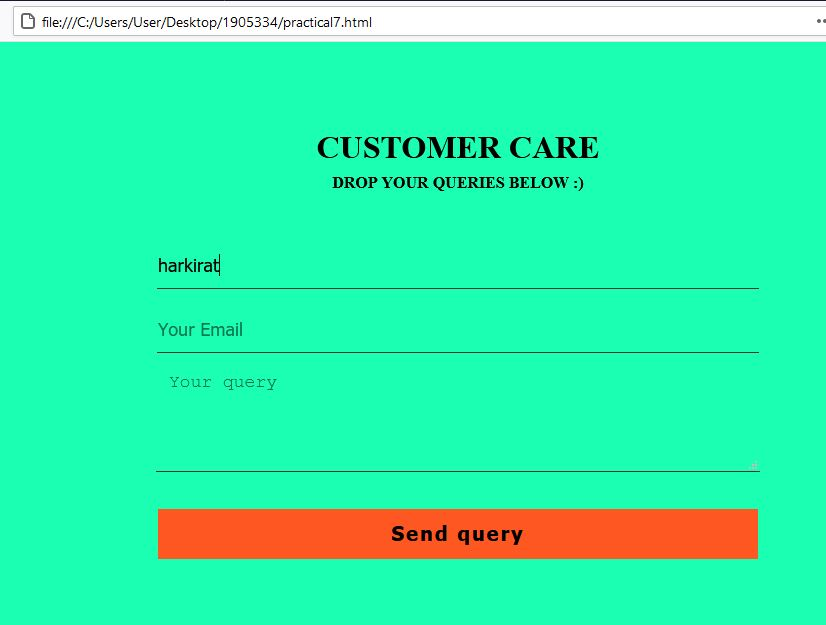 file:///C:/Users/User/Desktop/1905334/practical7.html
CUSTOMER CARE
DROP YOUR QUERIES BELOW :)
harkirat
Your Email
Your query
Send query